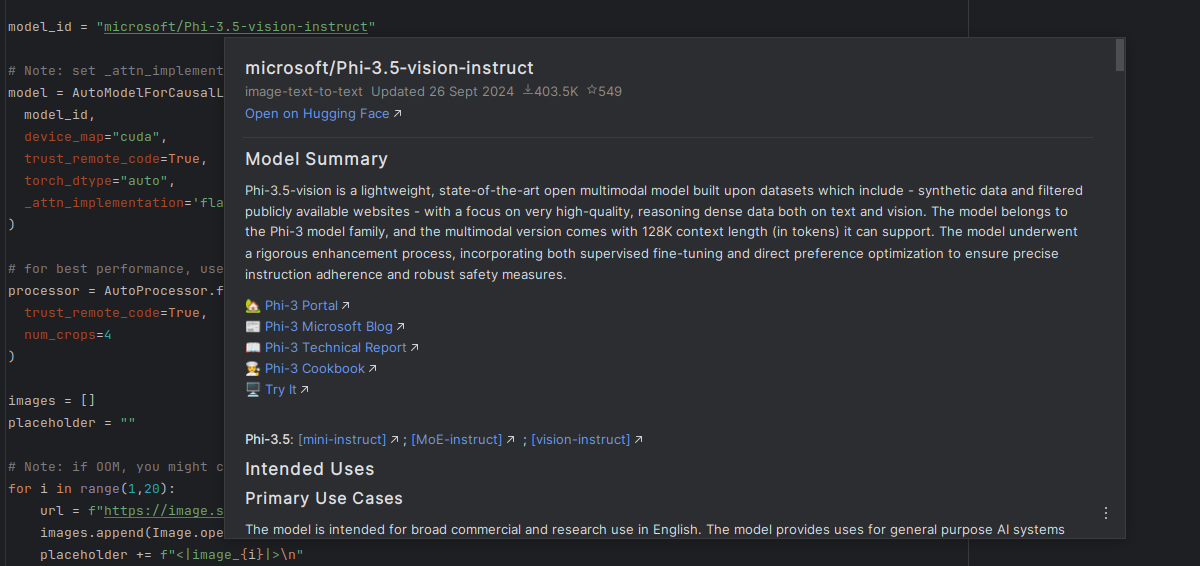 model_id = "microsoft/Phi-3.5-vision-instruct"
# Note: set _attn_implement
model = AutoModelForCausalL
model_id,
device_map="cuda",
trust_remote_code=True,
torch_dtype="auto",
_attn_implementation='fla
)
# for best performance, use
processor = AutoProcessor.f
trust_remote_code=True,
num_crops=4
)
images = []
placeholder = ""
# Note: if OOM, you might c
for i in range(1,20):
url = f"https://image.s
images.append(Image.ope
placeholder += f"<|image_{i}|>\n"
microsoft/Phi-3.5-vision-instruct
image-text-to-text Updated 26 Sept 2024 403.5K 549
Open on Hugging Face
Model Summary
Phi-3.5-vision is a lightweight, state-of-the-art open multimodal model built upon datasets which include - synthetic data and filtered
publicly available websites - with a focus on very high-quality, reasoning dense data both on text and vision. The model belongs to
the Phi-3 model family, and the multimodal version comes with 128K context length (in tokens) it can support. The model underwent
a rigorous enhancement process, incorporating both supervised fine-tuning and direct preference optimization to ensure precise
instruction adherence and robust safety measures.
Phi-3 Portal
Phi-3 Microsoft Blog
Phi-3 Technical Report
Phi-3 Cookbook
Try It
Phi-3.5: [mini-instruct] ; [MoE-instruct] ; [vision-instruct]
Intended Uses
Primary Use Cases
The model is intended for broad commercial and research use in English. The model provides uses for general purpose AI systems